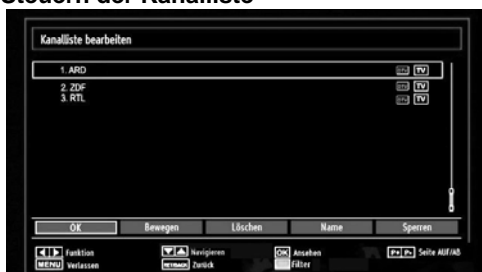 Steuern der Kanalliste
Kanalliste bearbeiten
1. ARD TV
2. ZDF TV
3. RTL TV
OK Bewegen Löschen Name Sperren
Funktion Navigieren OK Ansehen P+ P- Seite AUF/AB
MENU Verlassen Zurück Filter